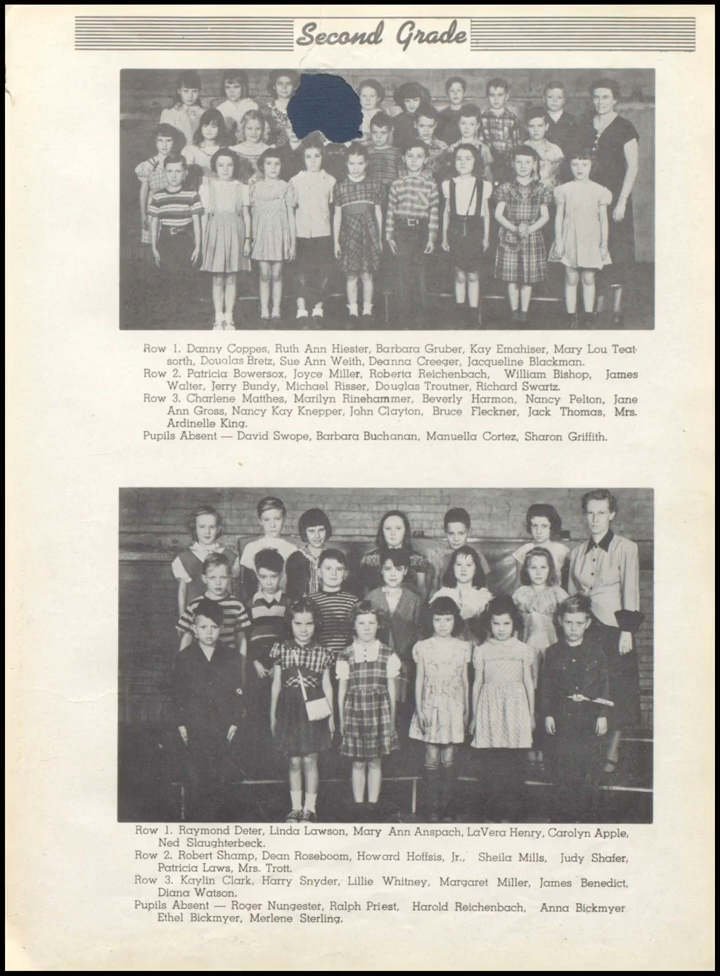 Second Grade
Row 1. Danny Coppes, Ruth Ann Hiester, Barbara Gruber, Kay Emahiser, Mary Lou Teat-
sorth, Douglas Bretz, Sue Ann Weith, Deanna Creeger, Jacqueline Blackman.
Row 2. Patricia Bowersox, Joyce Miller, Roberta Reichenbach, William Bishop, James
Walter, Jerry Bundy, Michael Risser, Douglas Troutner, Richard Swartz.
Row 3. Charlene Matthes, Marilyn Rinehammer, Beverly Harmon, Nancy Pelton, Jane
Ann Gross, Nancy Kay Knepper, John Clayton, Bruce Fleckner, Jack Thomas, Mrs.
Ardinelle King.
Pupils Absent — David Swope, Barbara Buchanan, Manuella Cortez, Sharon Griffith.
Row 1. Raymond Deter, Linda Lawson, Mary Ann Anspach, LaVera Henry, Carolyn Apple,
Ned Slaughterbeck.
Row 2. Robert Shamp, Dean Roseboom, Howard Hoffsis, Jr., Sheila Mills, Judy Shafer,
Patricia Laws, Mrs. Trott.
Row 3. Kaylin Clark, Harry Snyder, Lillie Whitney, Margaret Miller, James Benedict,
Diana Watson.
Pupils Absent — Roger Nungester, Ralph Priest, Harold Reichenbach, Anna Bickmyer
Ethel Bickmyer, Merlene Sterling.